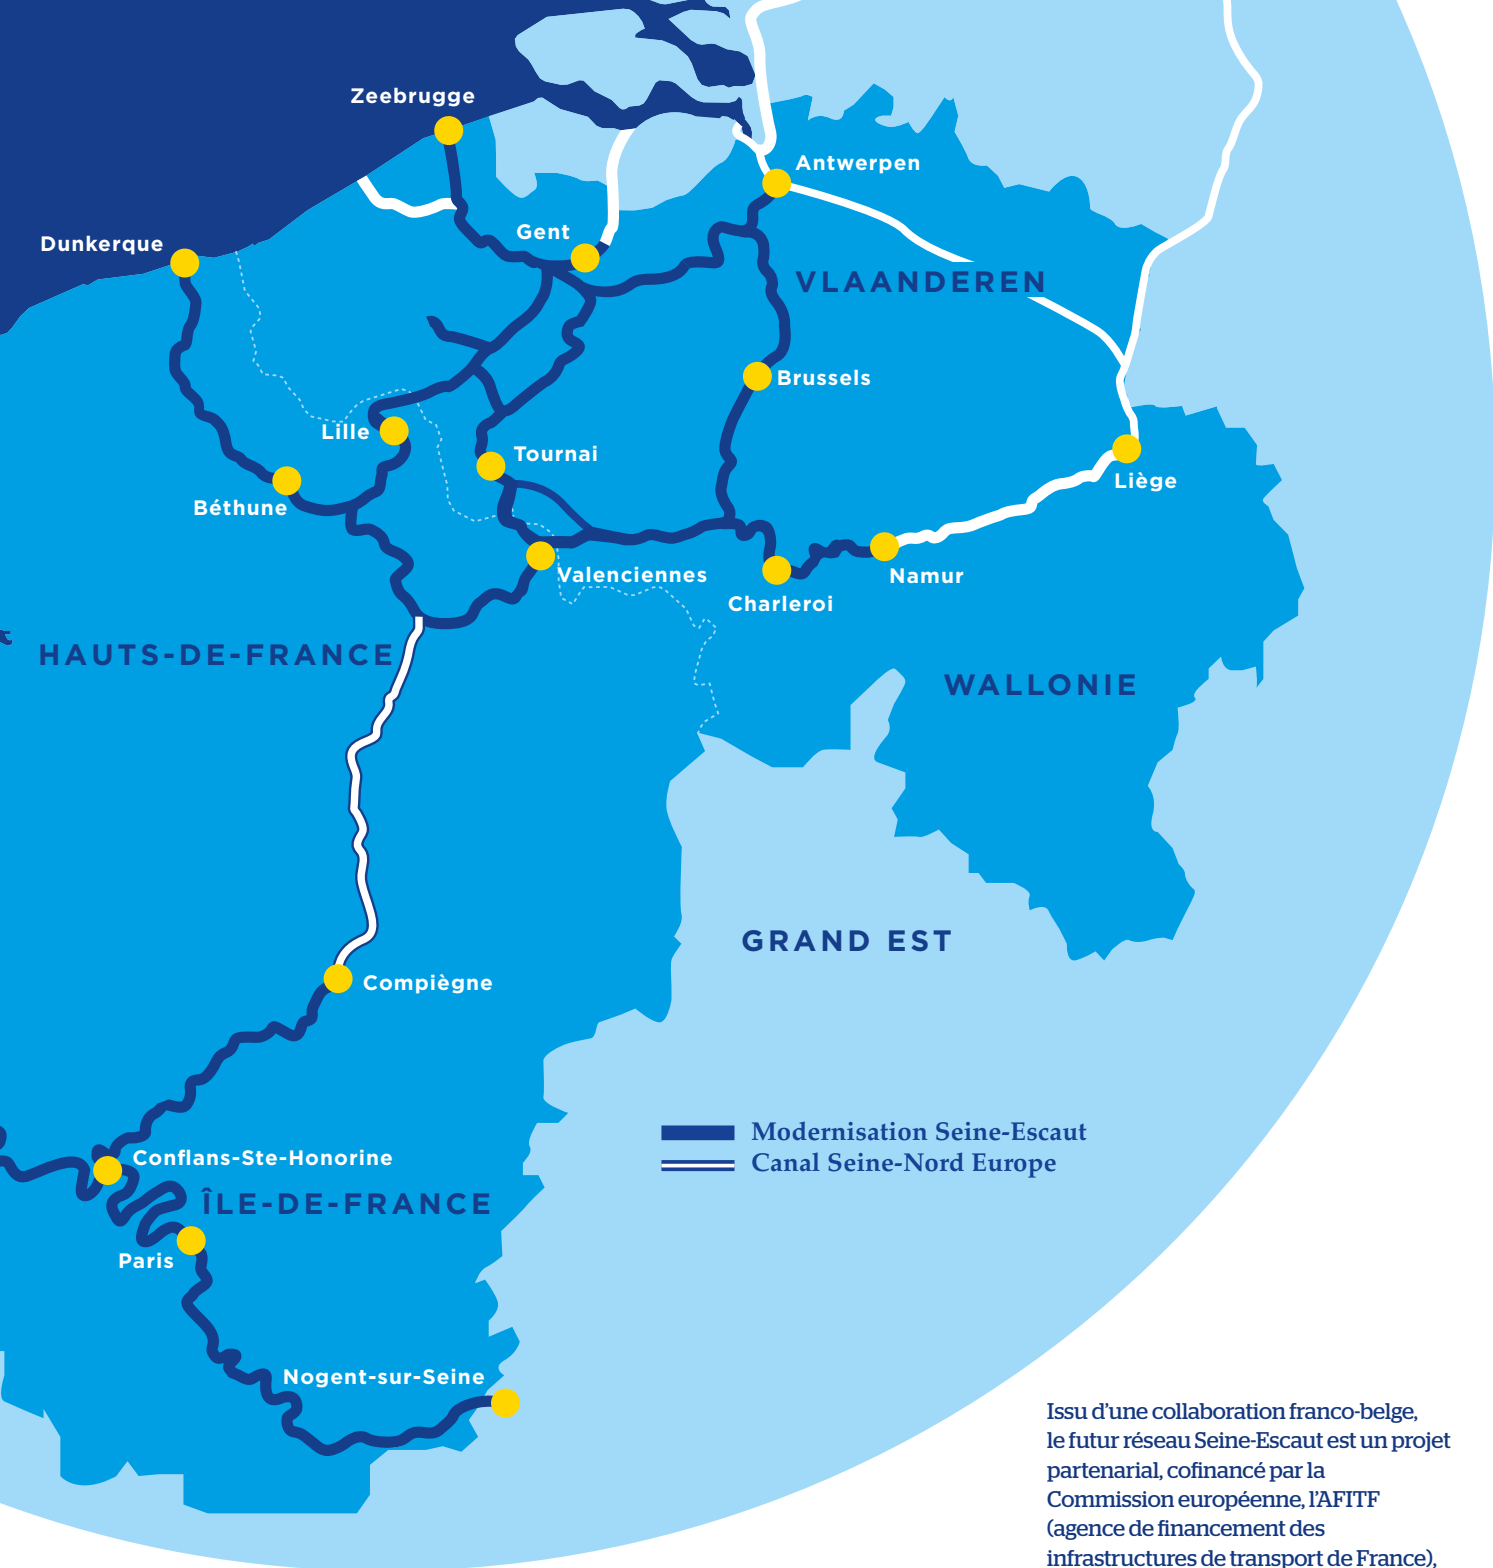 Zeebrugge
Antwerpen
Gent
Dunkerque
VLAANDEREN
Brussels
Lille
Tournai
Liège
Béthune
Valenciennes
Namur
Charleroi
HAUTS-DE-FRANCE
WALLONIE
GRAND EST
Compiègne
Modernisation Seine-Escaut
Canal Seine-Nord Europe
Conflans-Ste-Honorine
ÎLE-DE-FRANCE
Paris
Nogent-sur-Seine
Issu d’une collaboration franco-belge,
le futur réseau Seine-Escaut est un projet
partenarial, cofinancé par la
Commission européenne, l’AFITF
(agence de financement des
infrastructures de transport de France),